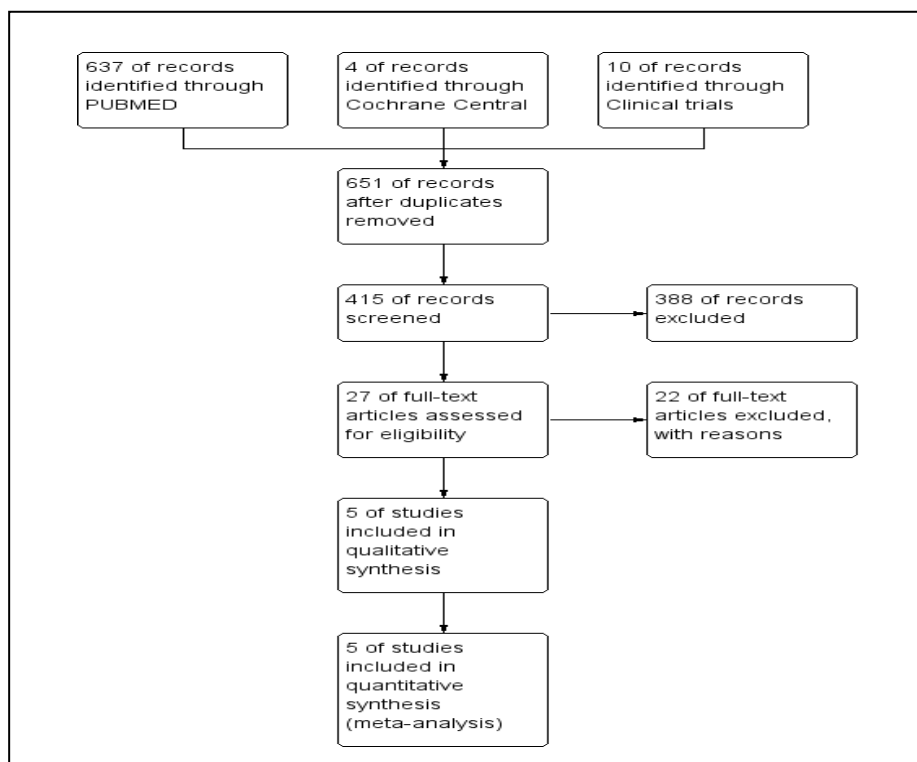 637 of records
identified through
PUBMED
4 of records
identified through
Cochrane Central
10 of records
identified through
Clinical trials
651 of records
after duplicates
removed
415 of records
screened
388 of records
excluded
27 of full-text
articles assessed
for eligibility
22 of full-text
articles excluded,
with reasons
5 of studies
included in
qualitative
synthesis
5 of studies
included in
quantitative
synthesis
(meta-analysis)